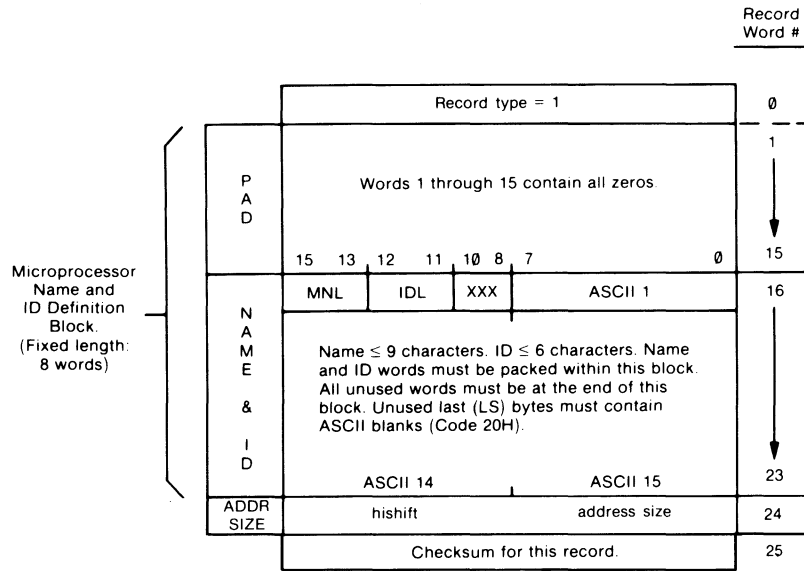 Record
Word #
Record type = 1
Ø
P
A
D
Words 1 through 15 contain all zeros.
1
15
15 13 12 11 10 8 7 Ø
Microprocessor
Name and
ID Definition
Block.
(Fixed length:
8 words)
N
A
M
E
&
I
D
MNL IDL XXX ASCII 1
16
Name ≤ 9 characters. ID ≤ 6 characters. Name
and ID words must be packed within this block.
All unused words must be at the end of this
block. Unused last (LS) bytes must contain
ASCII blanks (Code 20H).
ASCII 14 ASCII 15
23
ADDR
SIZE
hishift address size
24
Checksum for this record.
25